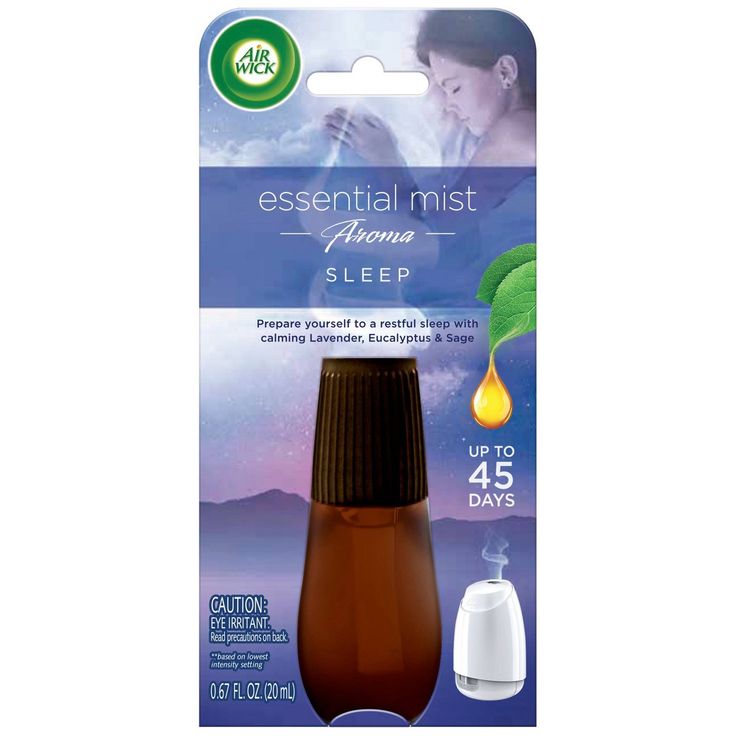 AIR
WICK
essential mist
Aroma
SLEEP
Prepare yourself to a restful sleep with
calming Lavender, Eucalyptus & Sage
UP TO
45
DAYS
CAUTION:
EYE IRRITANT.
Read precautions on back.
**based on lowest
intensity setting
0.67 FL. OZ. (20 mL)